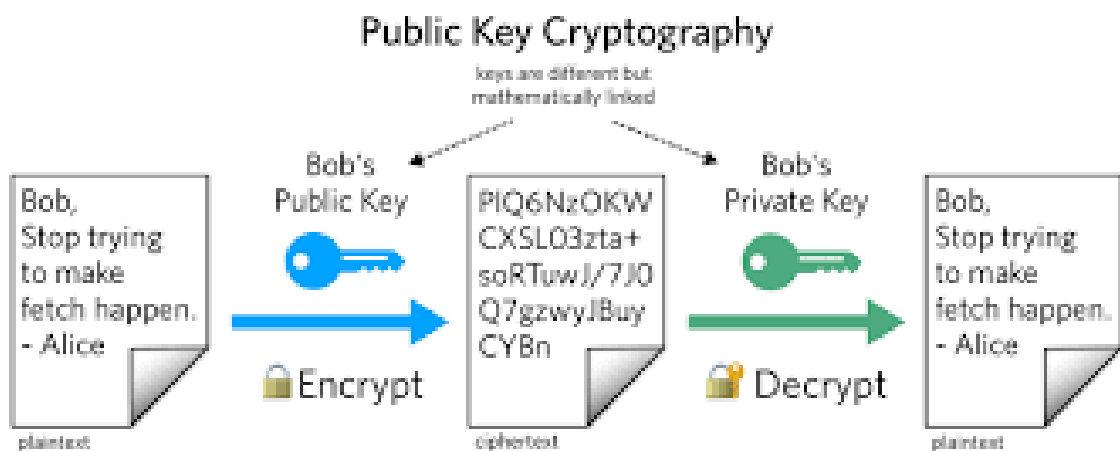 Public Key Cryptography
keys are different but
mathematically linked
Bob,
Stop trying
to make
fetch happen.
- Alice
plaintext
Bob's
Public Key
Encrypt
PIQ6NzOKW
CXSL03zta+
soRTuwJ/7J0
Q7gzwyJBuy
CYBn
ciphertext
Bob's
Private Key
Decrypt
Bob,
Stop trying
to make
fetch happen.
- Alice
plaintext